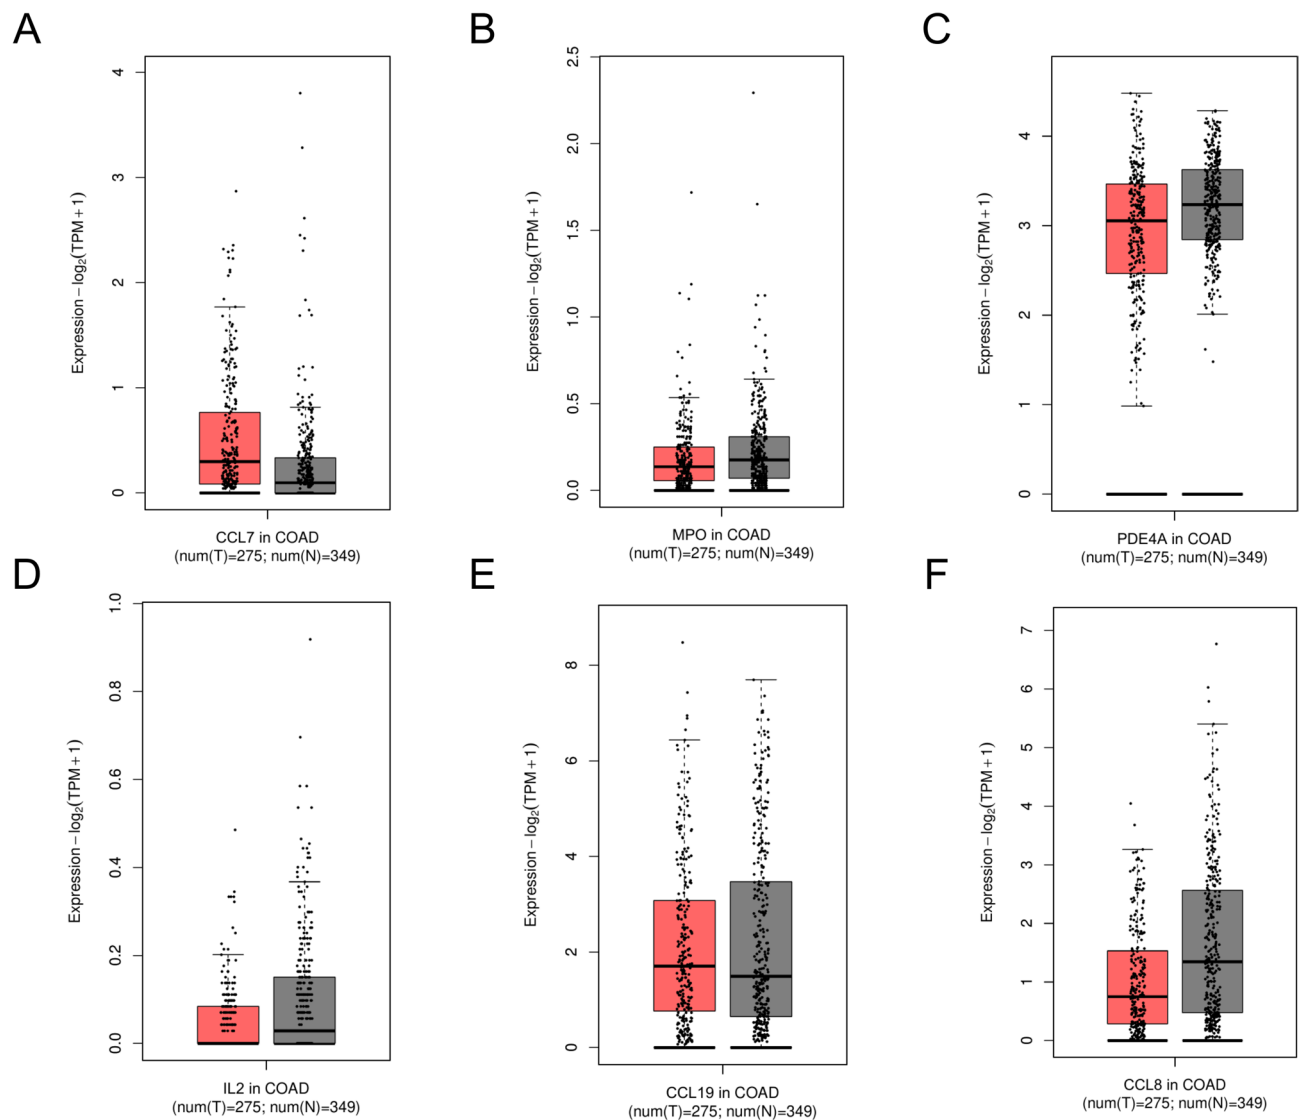 A
B
C
Expression − log₂(TPM + 1)
0
1
2
3
4
CCL7 in COAD
(num(T)=275; num(N)=349)
Expression − log₂(TPM + 1)
0.0
0.5
1.0
1.5
2.0
2.5
MPO in COAD
(num(T)=275; num(N)=349)
Expression − log₂(TPM + 1)
0
1
2
3
4
PDE4A in COAD
(num(T)=275; num(N)=349)
D
E
F
Expression − log₂(TPM + 1)
0.0
0.2
0.4
0.6
0.8
1.0
IL2 in COAD
(num(T)=275; num(N)=349)
Expression − log₂(TPM + 1)
0
2
4
6
8
CCL19 in COAD
(num(T)=275; num(N)=349)
Expression − log₂(TPM + 1)
0
1
2
3
4
5
6
7
CCL8 in COAD
(num(T)=275; num(N)=349)